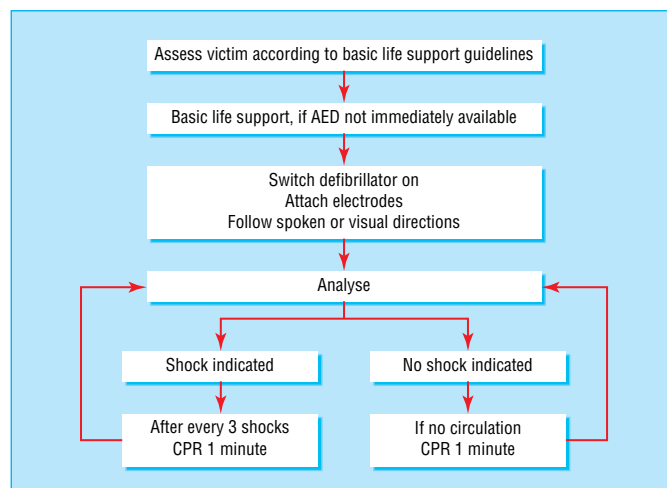 Assess victim according to basic life support guidelines
Basic life support, if AED not immediately available
Switch defibrillator on
Attach electrodes
Follow spoken or visual directions
Analyse
Shock indicated
No shock indicated
After every 3 shocks
CPR 1 minute
If no circulation
CPR 1 minute